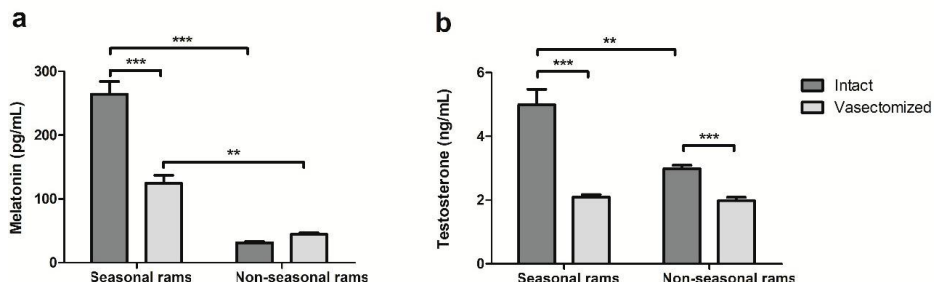 a
***
***
**
Melatonin (pg/mL)
300
200
100
0
Seasonal rams
Non-seasonal rams
b
**
***
***
Testosterone (ng/mL)
6
4
2
0
Seasonal rams
Non-seasonal rams
Intact
Vasectomized